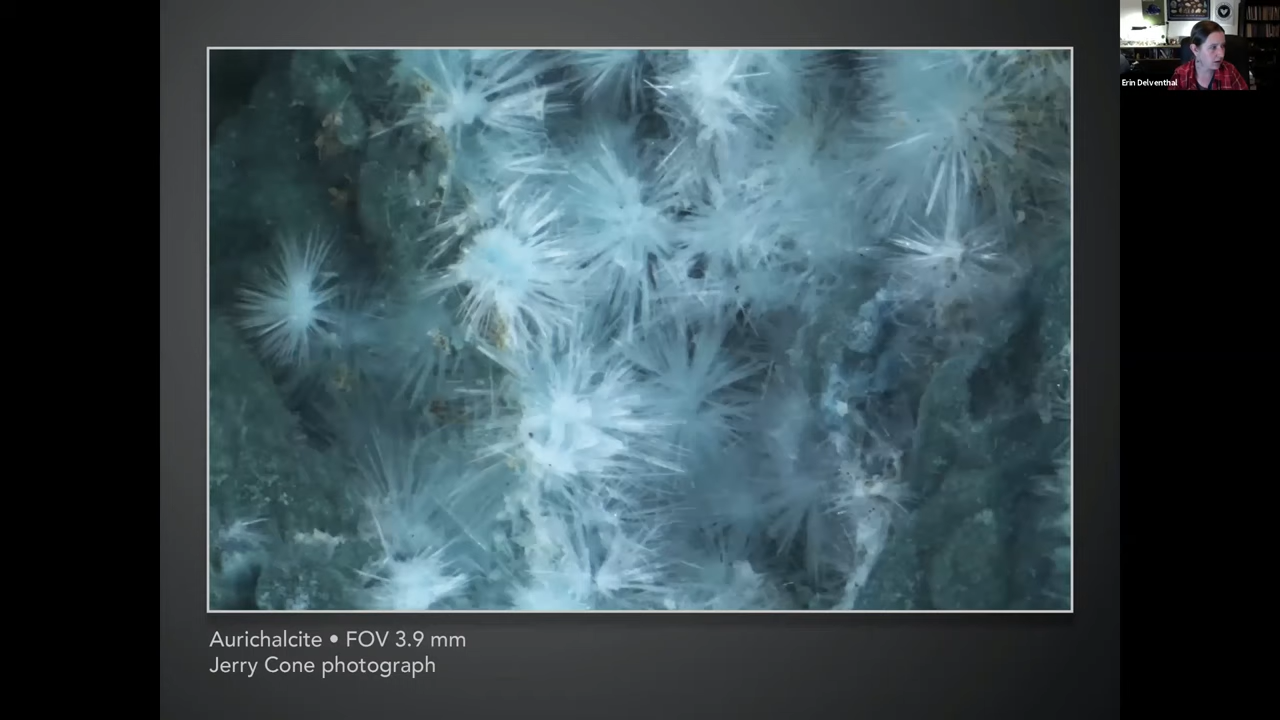 Erin Delventhal
Aurichalcite • FOV 3.9 mm
Jerry Cone photograph